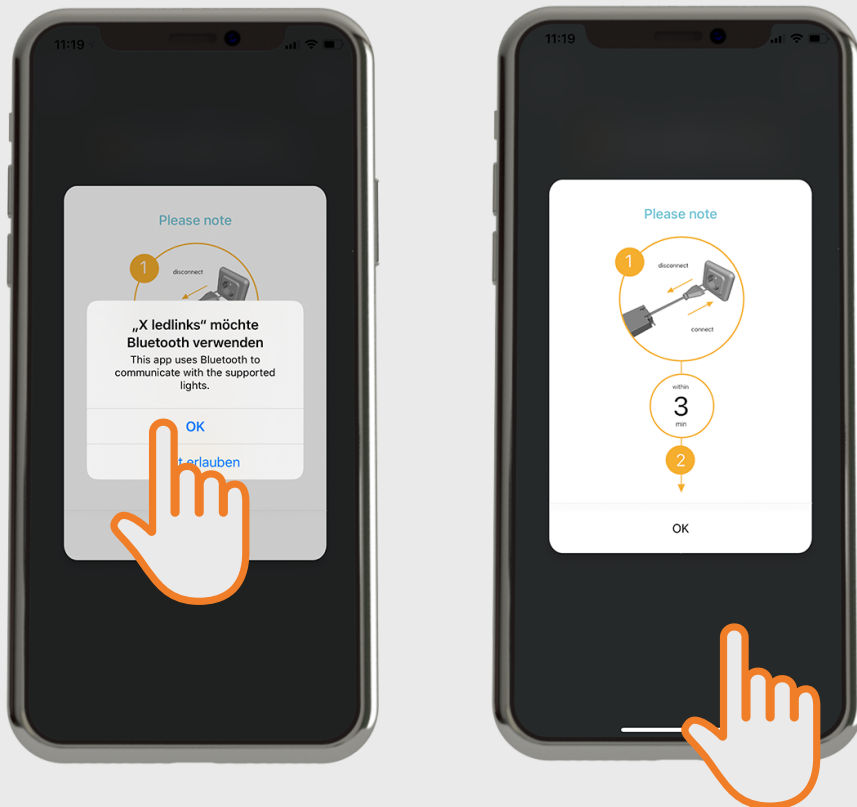 11:19
Please note
1
disconnect
„X ledlinks“ möchte
Bluetooth verwenden
This app uses Bluetooth to
communicate with the supported
lights.
OK
erlauben
11:19
Please note
1
disconnect
connect
within
3
min
2
OK